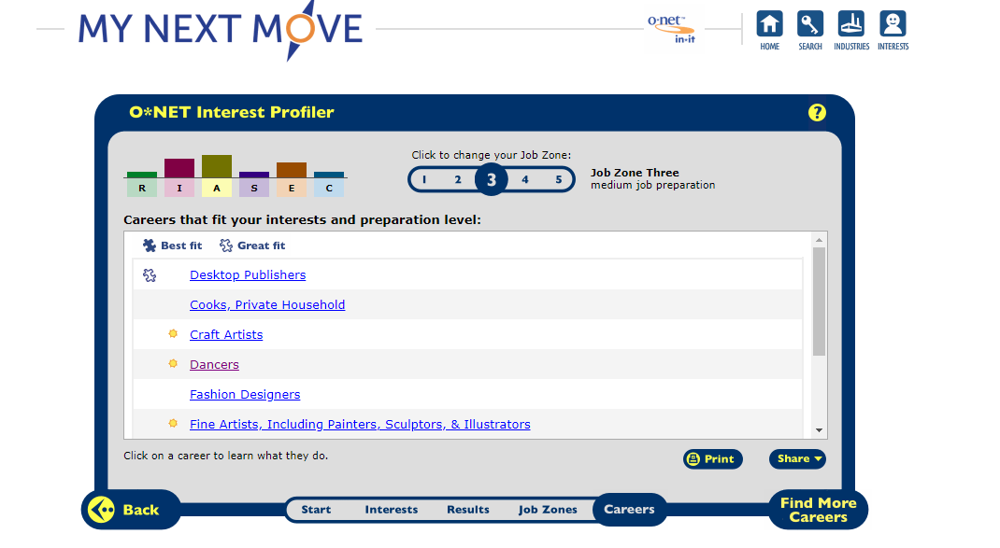 MY NEXT MOVE
o·net™
in-it
HOME
SEARCH
INDUSTRIES
INTERESTS
O*NET Interest Profiler
?
Click to change your Job Zone:
1 2 3 4 5
Job Zone Three
medium job preparation
R I A S E C
Careers that fit your interests and preparation level:
Best fit Great fit
Desktop Publishers
Cooks, Private Household
Craft Artists
Dancers
Fashion Designers
Fine Artists, Including Painters, Sculptors, & Illustrators
Click on a career to learn what they do.
Print
Share
Back
Start Interests Results Job Zones Careers
Find More
Careers